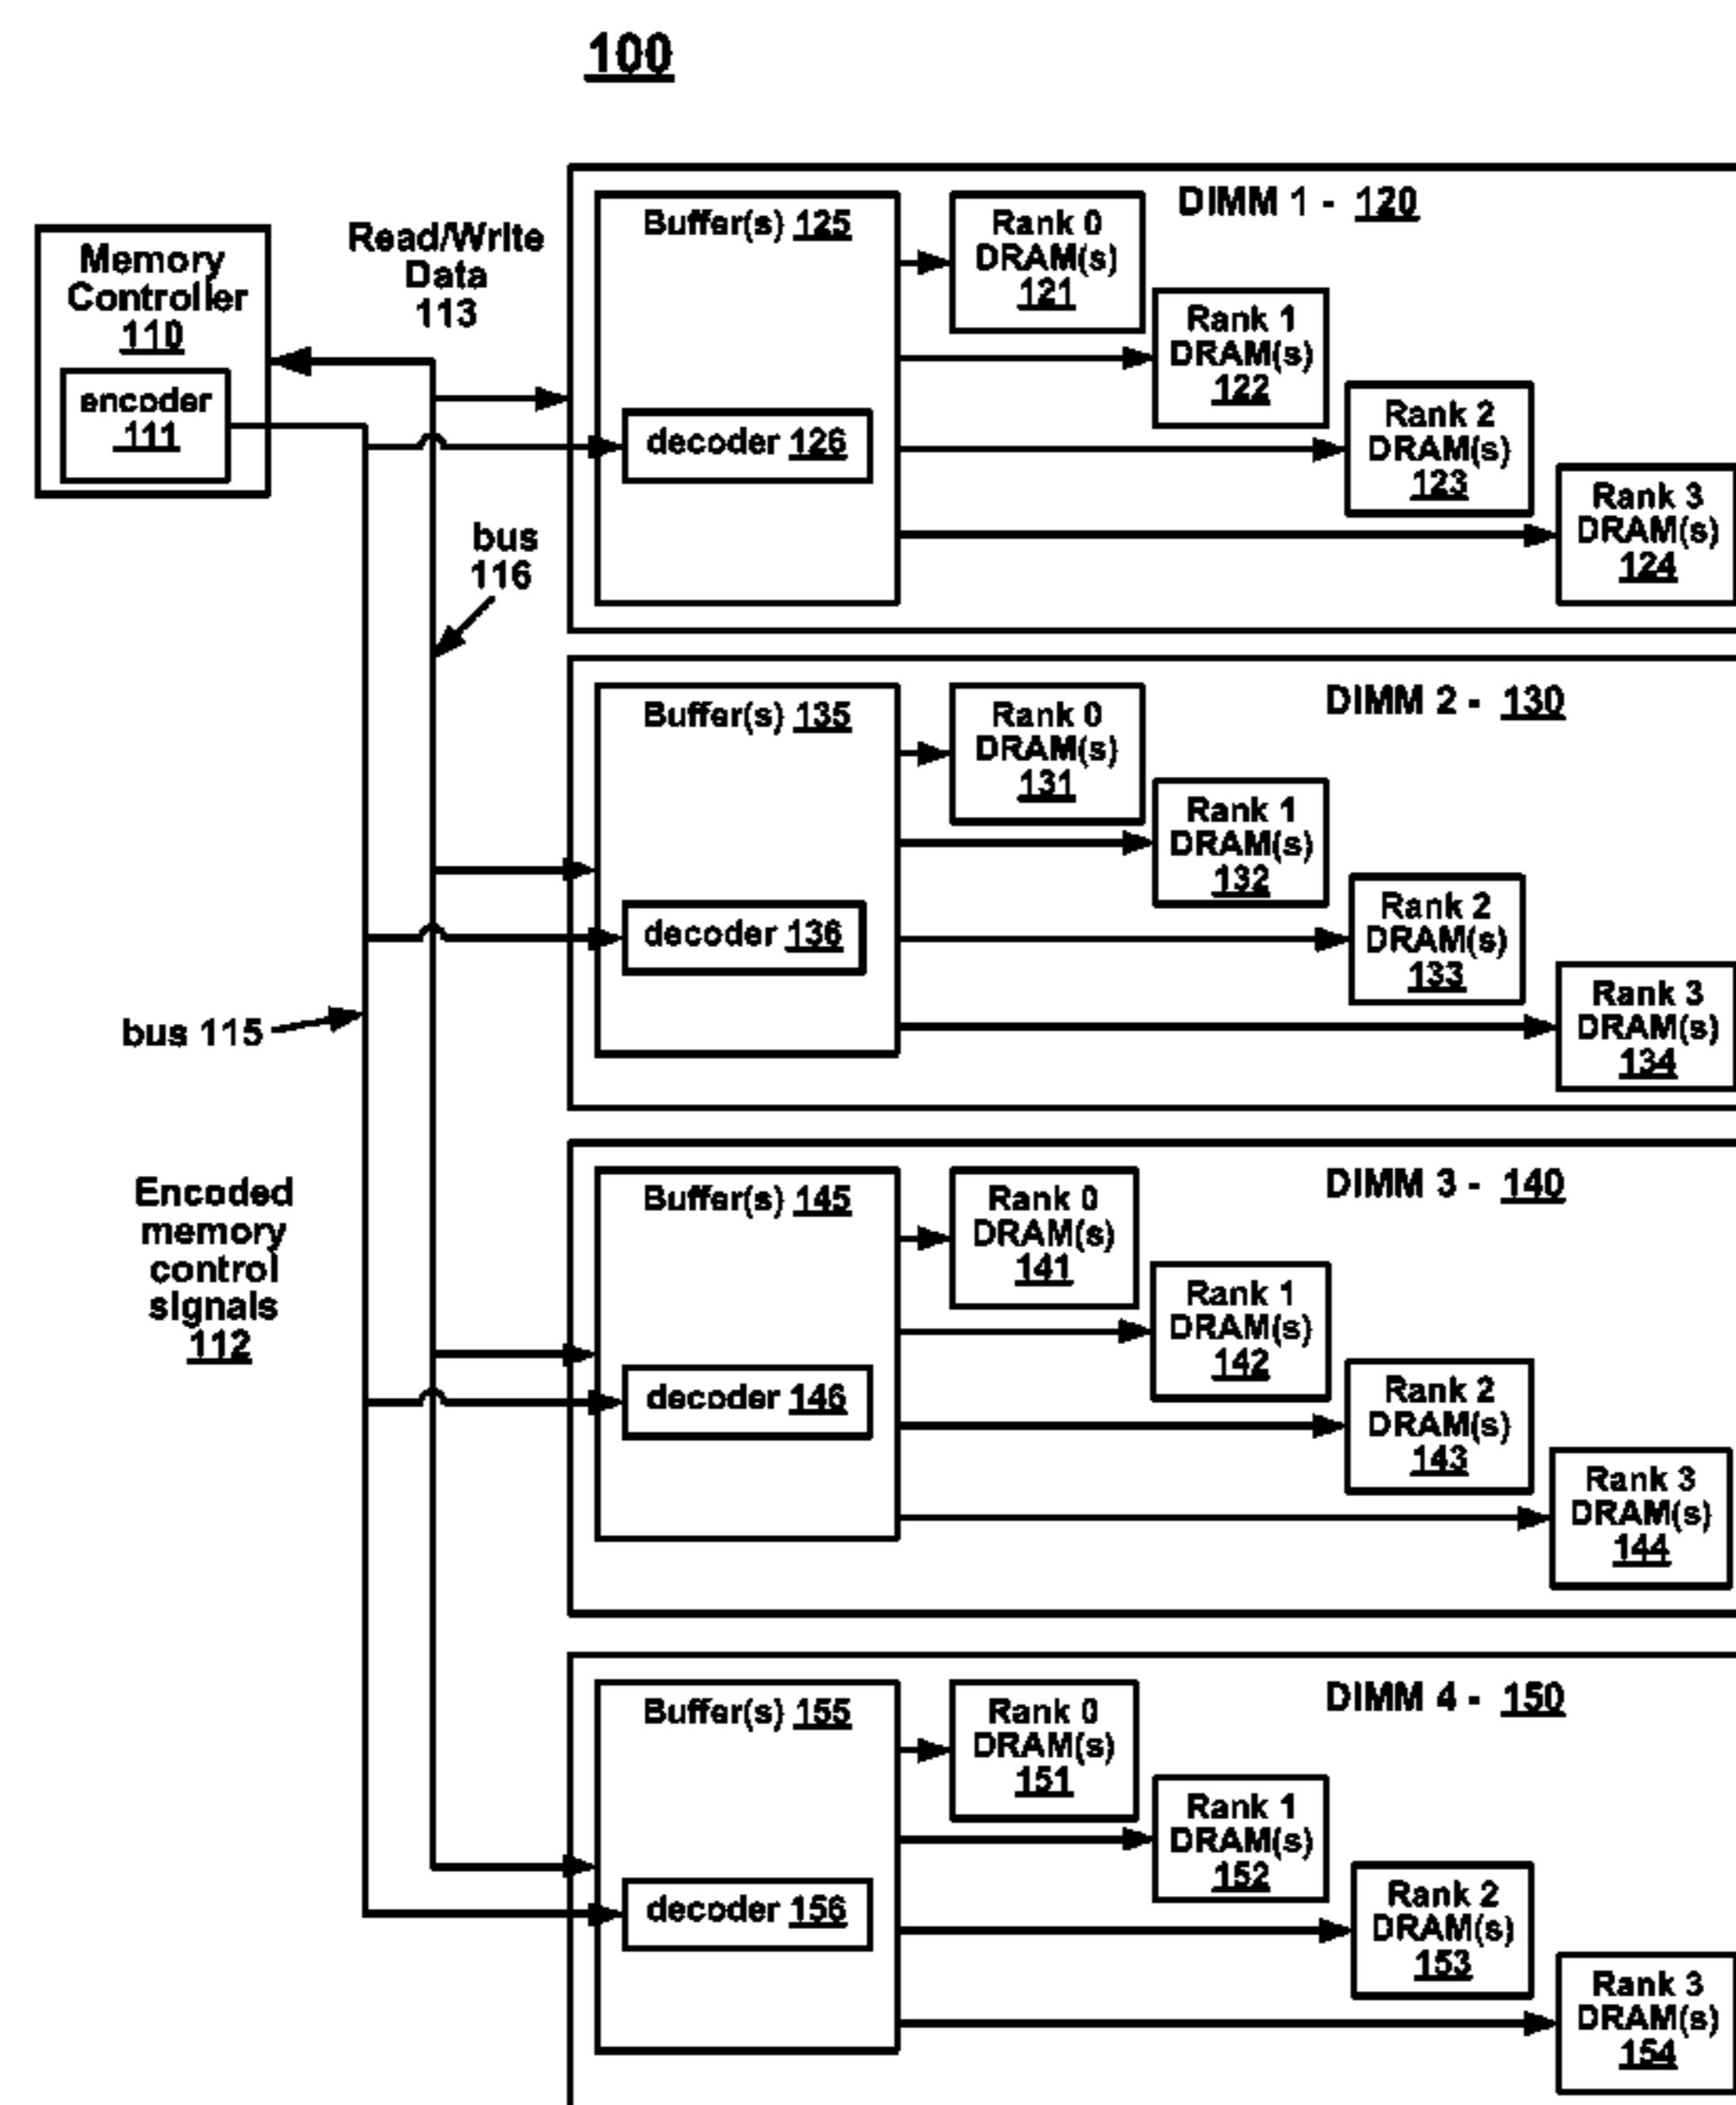 100
Memory
Controller
110
encoder
111
Read/Write
Data
113
bus
116
bus 115
Encoded
memory
control
signals
112
DIMM 1 - 120
Buffer(s) 125
decoder 126
Rank 0
DRAM(s)
121
Rank 1
DRAM(s)
122
Rank 2
DRAM(s)
123
Rank 3
DRAM(s)
124
DIMM 2 - 130
Buffer(s) 135
decoder 136
Rank 0
DRAM(s)
131
Rank 1
DRAM(s)
132
Rank 2
DRAM(s)
133
Rank 3
DRAM(s)
134
DIMM 3 - 140
Buffer(s) 145
decoder 146
Rank 0
DRAM(s)
141
Rank 1
DRAM(s)
142
Rank 2
DRAM(s)
143
Rank 3
DRAM(s)
144
DIMM 4 - 150
Buffer(s) 155
decoder 156
Rank 0
DRAM(s)
151
Rank 1
DRAM(s)
152
Rank 2
DRAM(s)
153
Rank 3
DRAM(s)
154